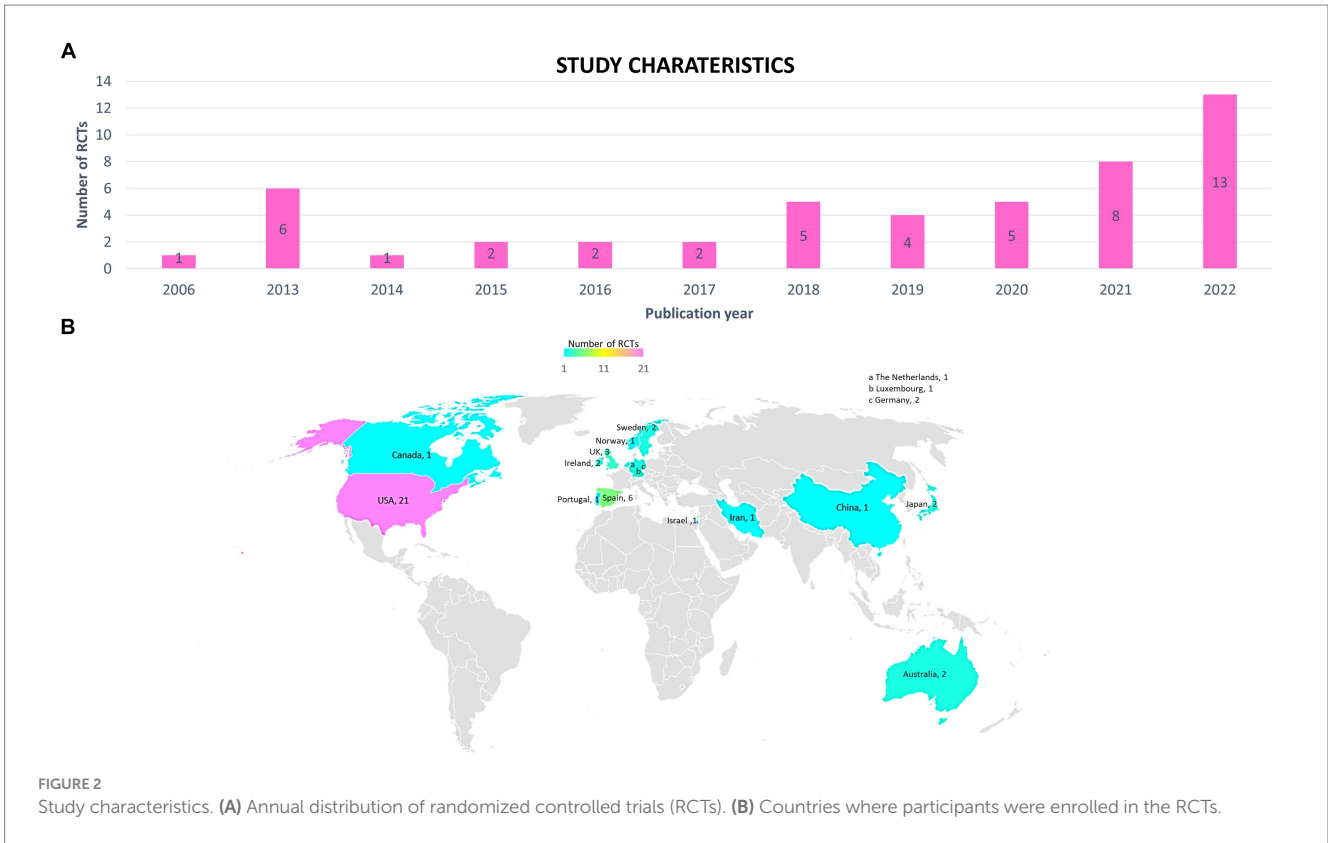 A
STUDY CHARATERISTICS
Number of RCTs
14
12
10
8
6
4
2
0
1
6
1
2
2
2
5
4
5
8
13
2006
2013
2014
2015
2016
2017
2018
2019
2020
2021
2022
Publication year
B
Number of RCTs
1
11
21
a The Netherlands, 1
b Luxembourg, 1
c Germany, 2
Sweden, 2
Norway, 1
UK, 3
Ireland, 2
a
b
c
Canada, 1
USA, 21
Portugal, 1
Spain, 6
Israel ,1
Iran, 1
China, 1
Japan, 2
Australia, 2
FIGURE 2
Study characteristics. (A) Annual distribution of randomized controlled trials (RCTs). (B) Countries where participants were enrolled in the RCTs.